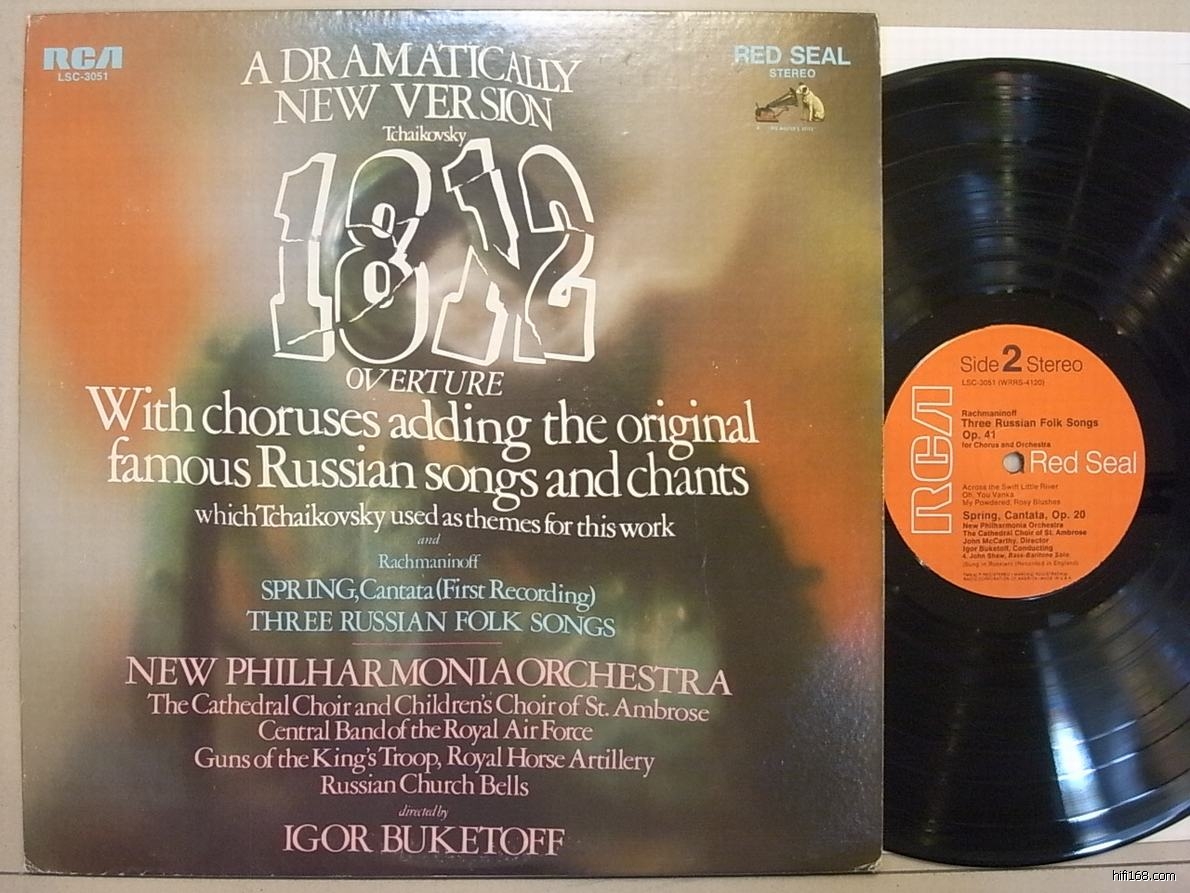 RCA
LSC-3051
RED SEAL
STEREO
A DRAMATICALLY
NEW VERSION
Tchaikovsky
1812
OVERTURE
With choruses adding the original
famous Russian songs and chants
which Tchaikovsky used as themes for this work
and
Rachmaninoff
SPRING, Cantata (First Recording)
THREE RUSSIAN FOLK SONGS
NEW PHILHARMONIA ORCHESTRA
The Cathedral Choir and Children's Choir of St. Ambrose
Central Band of the Royal Air Force
Guns of the King's Troop, Royal Horse Artillery
Russian Church Bells
directed by
IGOR BUKETOFF
Side 2 Stereo
LSC-3051 (WRRS-4120)
RCA
Rachmaninoff
Three Russian Folk Songs
Op. 41
for Chorus and Orchestra
Red Seal
Across the Swift Little River
Oh, You Vanka
My Powdered, Rosy Blushes
Spring, Cantata, Op. 20
New Philharmonia Orchestra
The Cathedral Choir of St. Ambrose
John McCarthy, Director
Igor Buketoff, Conducting
4. John Shaw, Bass-Baritone Solo
(Sung in Russian) (Recorded in England)
hifi168.com